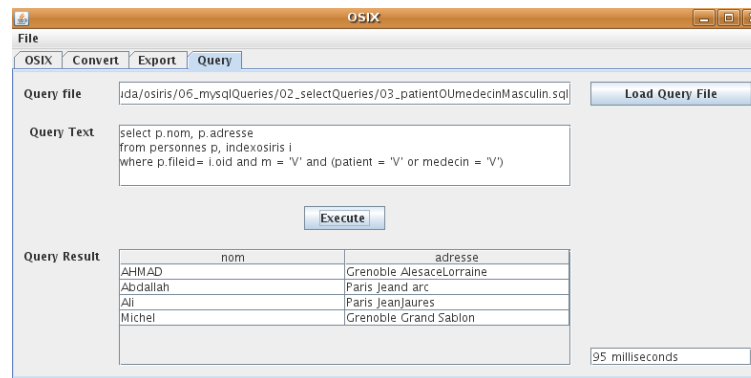 OSIX
File
OSIX Convert Export Query
Query file
ıda/osiris/06_mysqlQueries/02_selectQueries/03_patientOUmedecinMasculin.sql
Load Query File
Query Text
select p.nom, p.adresse
from personnes p, indexosiris i
where p.fileid= i.oid and m = 'V' and (patient = 'V' or medecin = 'V')
Execute
Query Result
nom adresse
AHMAD Grenoble AlesaceLorraine
Abdallah Paris Jeand arc
Ali Paris JeanJaures
Michel Grenoble Grand Sablon
95 milliseconds